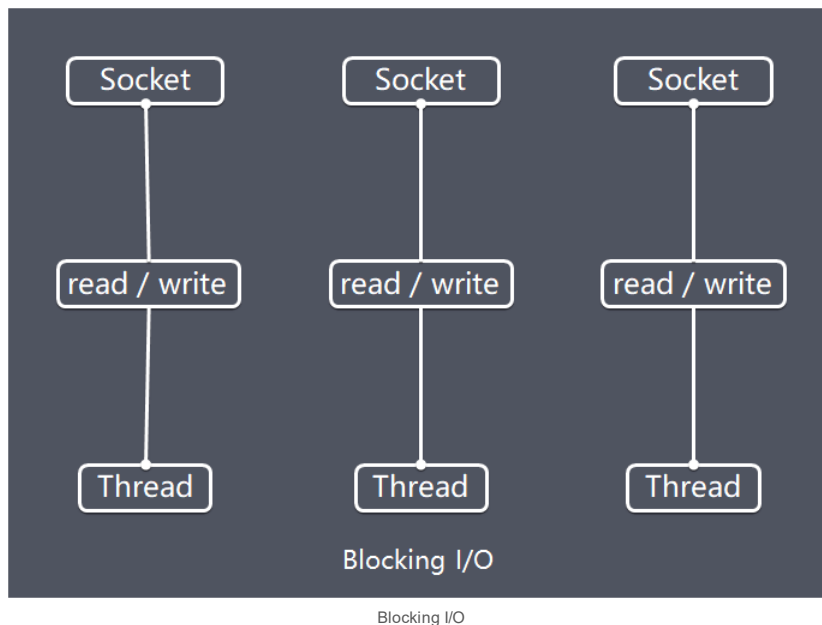 Socket Socket Socket
read / write read / write read / write
Thread Thread Thread
Blocking I/O
Blocking I/O